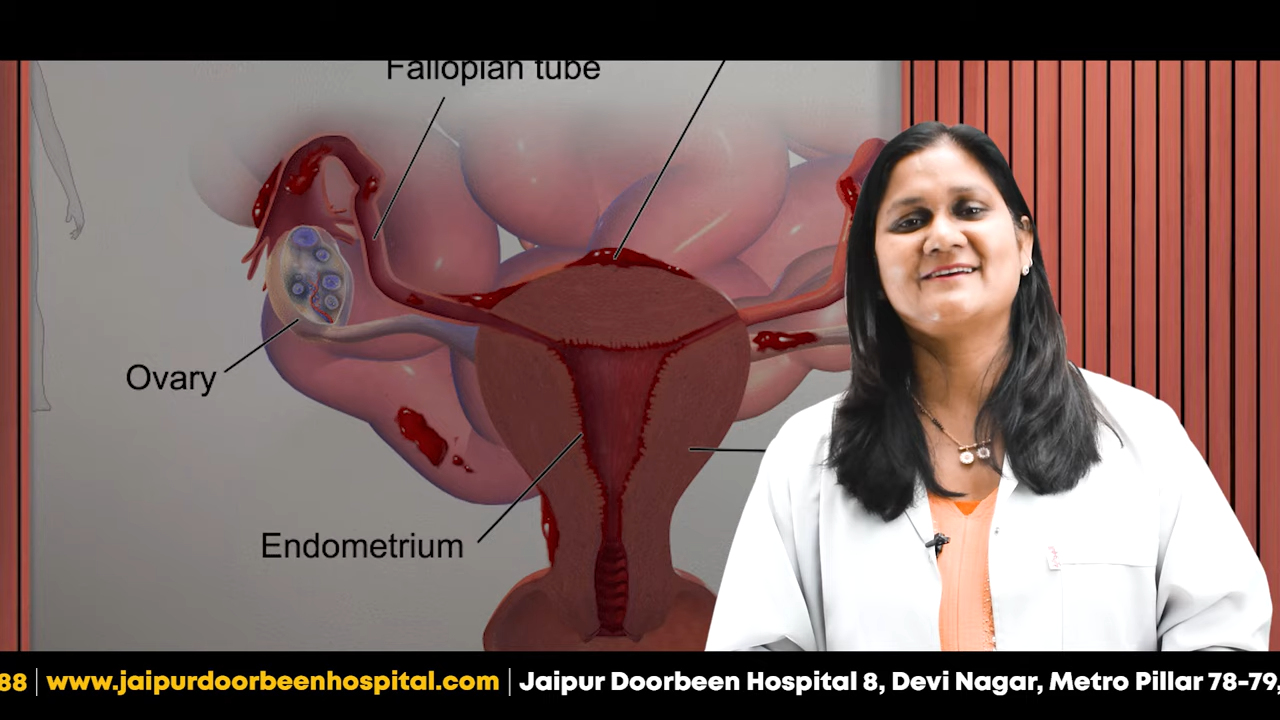 Fallopian tube
Ovary
Endometrium
88 | www.jaipurdoorbeenhospital.com | Jaipur Doorbeen Hospital 8, Devi Nagar, Metro Pillar 78-79,